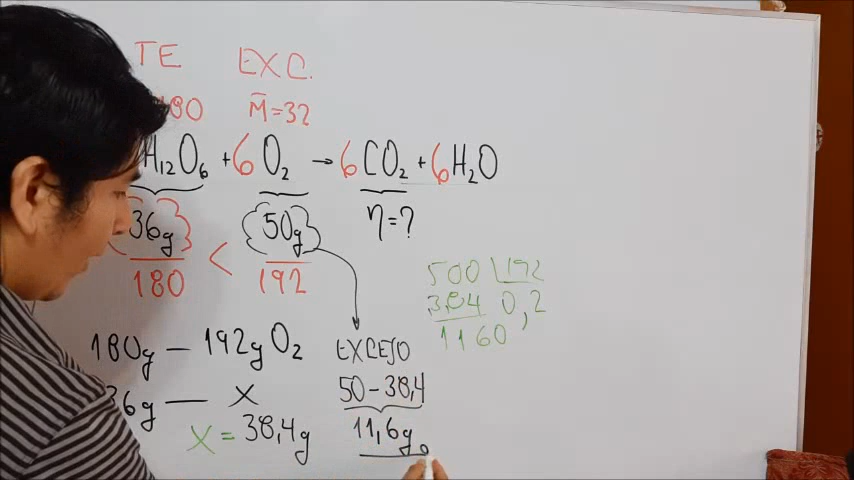 TE EXC.
180 M̅=32
H₁₂O₆ + 6 O₂ → 6 CO₂ + 6 H₂O
36g < 50g η=?
180 192
500 192
384 0,2
1160
180g — 192g O₂ EXCESO
36g — X 50-38,4
X = 38,4g 11,6g